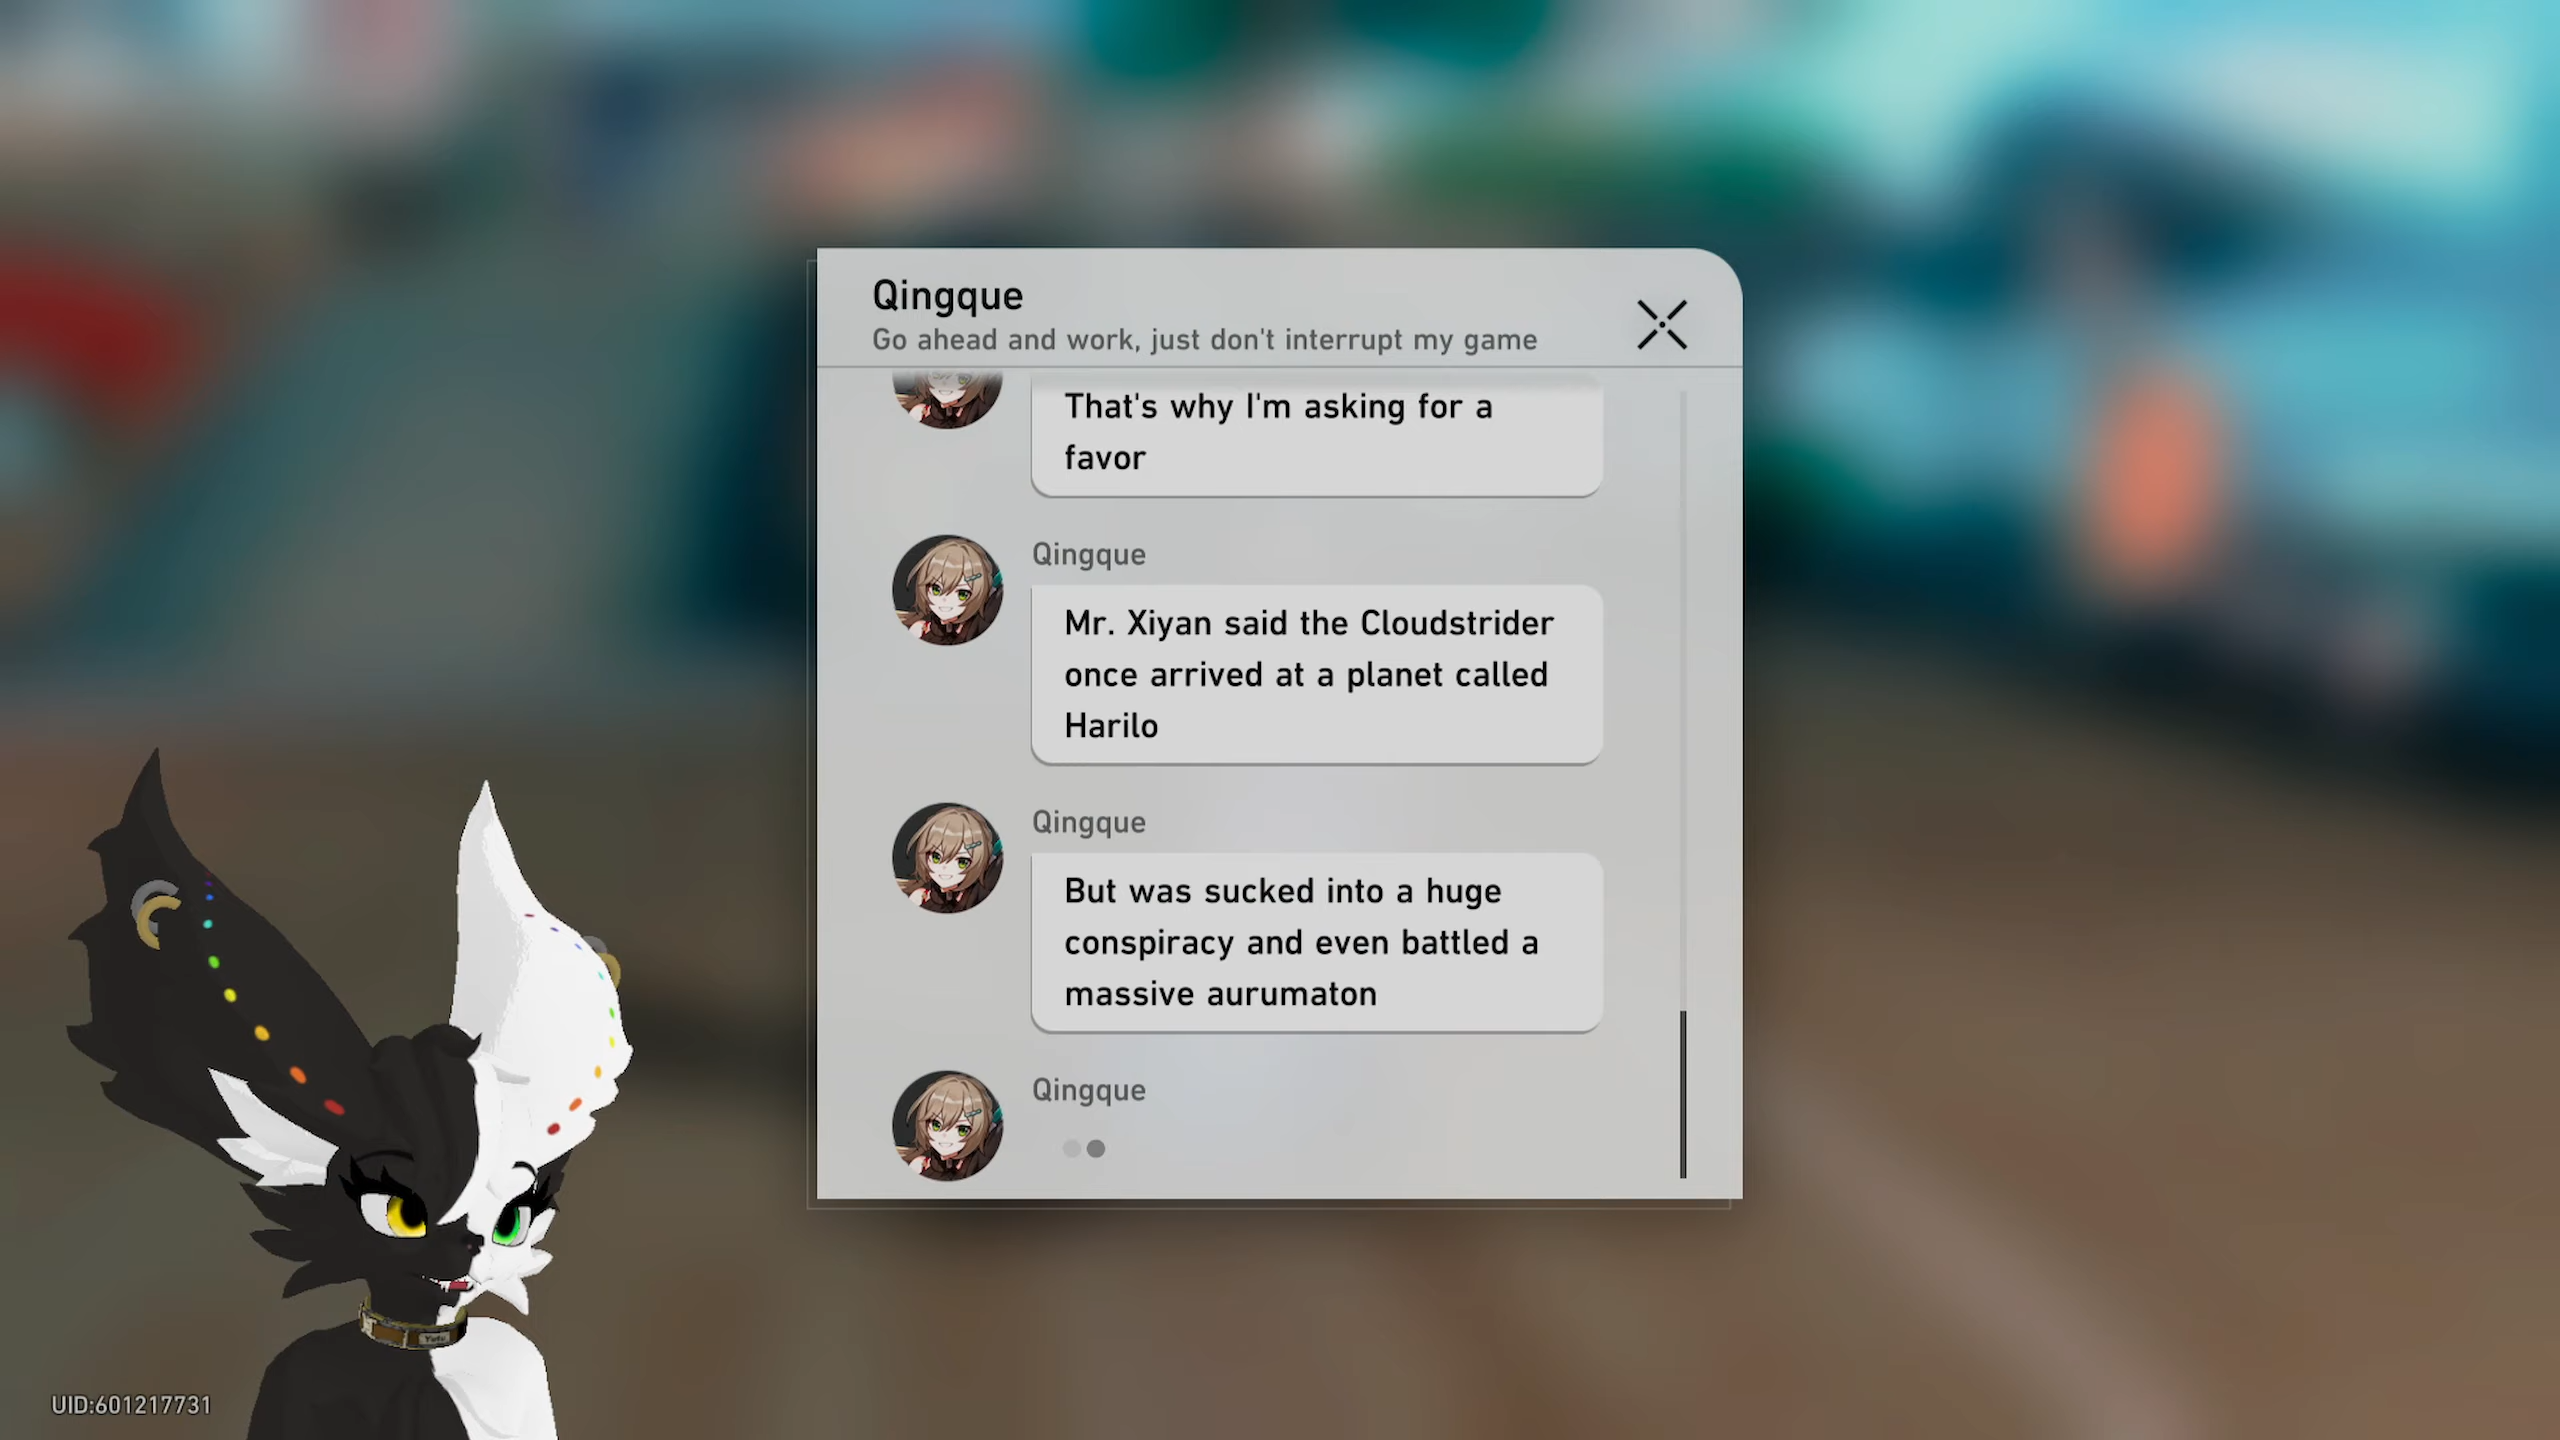 Qingque
Go ahead and work, just don't interrupt my game
That's why I'm asking for a
favor
Qingque
Mr. Xiyan said the Cloudstrider
once arrived at a planet called
Harilo
Qingque
But was sucked into a huge
conspiracy and even battled a
massive aurumaton
Qingque
UID:601217731